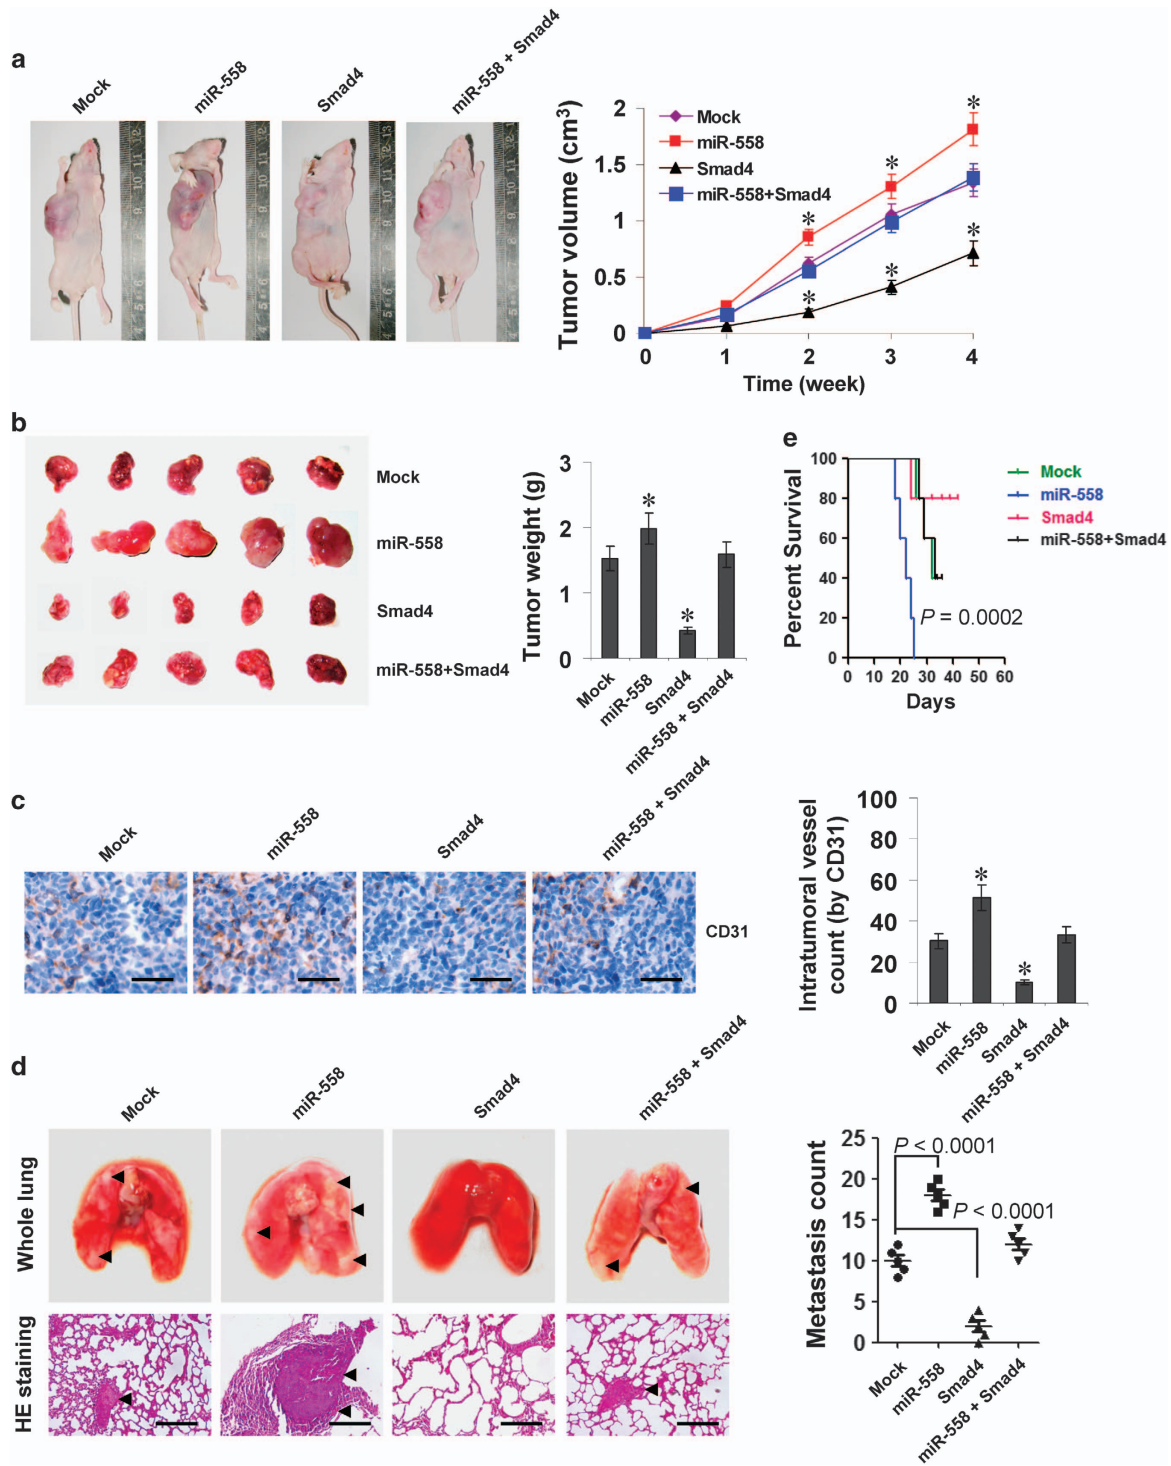 a
Mock
miR-558
Smad4
miR-558 + Smad4
Tumor volume (cm3)
2
1.5
1
0.5
0
Mock
miR-558
Smad4
miR-558+Smad4
*
*
*
*
*
*
0 1 2 3 4
Time (week)
b
Mock
miR-558
Smad4
miR-558+Smad4
Tumor weight (g)
3
2
1
0
*
*
Mock
miR-558
Smad4
miR-558 + Smad4
e
Percent Survival
100
80
60
40
20
0
Mock
miR-558
Smad4
miR-558+Smad4
P = 0.0002
0 10 20 30 40 50 60
Days
c
Mock
miR-558
Smad4
miR-558 + Smad4
CD31
Intratumoral vessel
count (by CD31)
100
80
60
40
20
0
*
*
Mock
miR-558
Smad4
miR-558 + Smad4
d
Mock
miR-558
Smad4
miR-558 + Smad4
Whole lung
HE staining
Metastasis count
25
20
15
10
5
0
P < 0.0001
P < 0.0001
Mock
miR-558
Smad4
miR-558 + Smad4